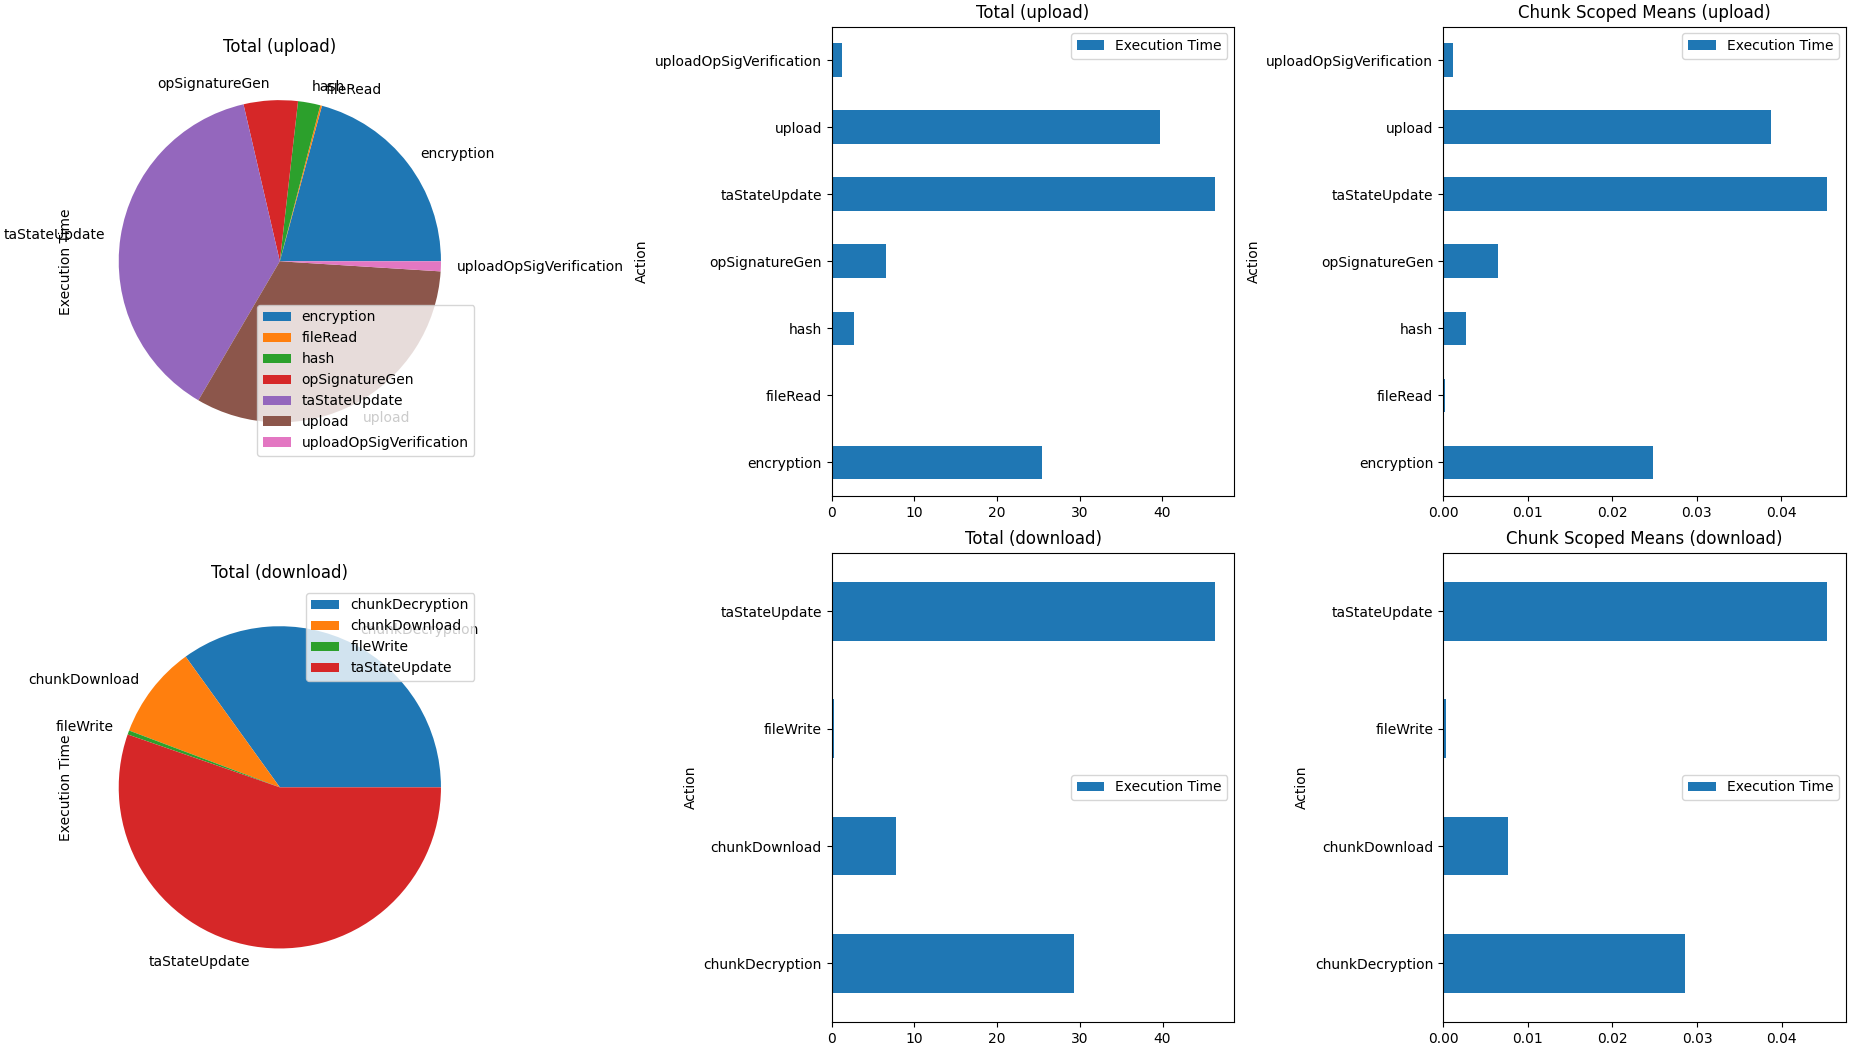 Total (upload)
opSignatureGen
hash
fileRead
encryption
taStateUpdate
Execution Time
uploadOpSigVerification
upload
encryption
fileRead
hash
opSignatureGen
taStateUpdate
upload
uploadOpSigVerification
Total (upload)
Execution Time
uploadOpSigVerification
upload
taStateUpdate
opSignatureGen
hash
fileRead
encryption
Action
0 10 20 30 40
Chunk Scoped Means (upload)
Execution Time
uploadOpSigVerification
upload
taStateUpdate
opSignatureGen
hash
fileRead
encryption
Action
0.00 0.01 0.02 0.03 0.04
Total (download)
chunkDecryption
chunkDownload
fileWrite
taStateUpdate
chunkDecryption
chunkDownload
fileWrite
Execution Time
taStateUpdate
Total (download)
taStateUpdate
fileWrite
Execution Time
chunkDownload
chunkDecryption
Action
0 10 20 30 40
Chunk Scoped Means (download)
taStateUpdate
fileWrite
Execution Time
chunkDownload
chunkDecryption
Action
0.00 0.01 0.02 0.03 0.04